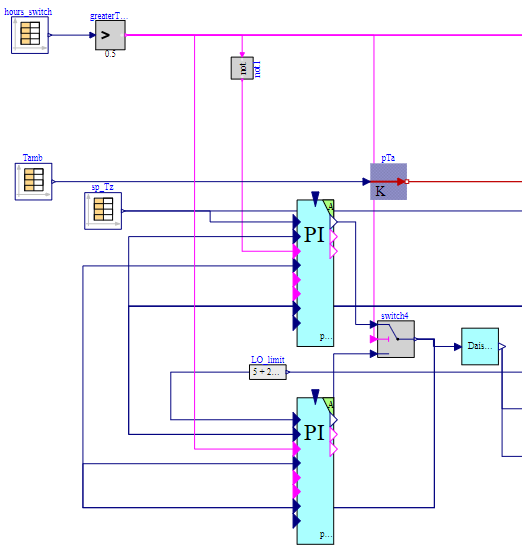 hours_switch
greaterT...
>
0.5
not
not1
Tamb
pTa
K
sp_Tz
A
PI
p...
switch4
Dais...
LO_limit
5 + 2...
A
PI
p...